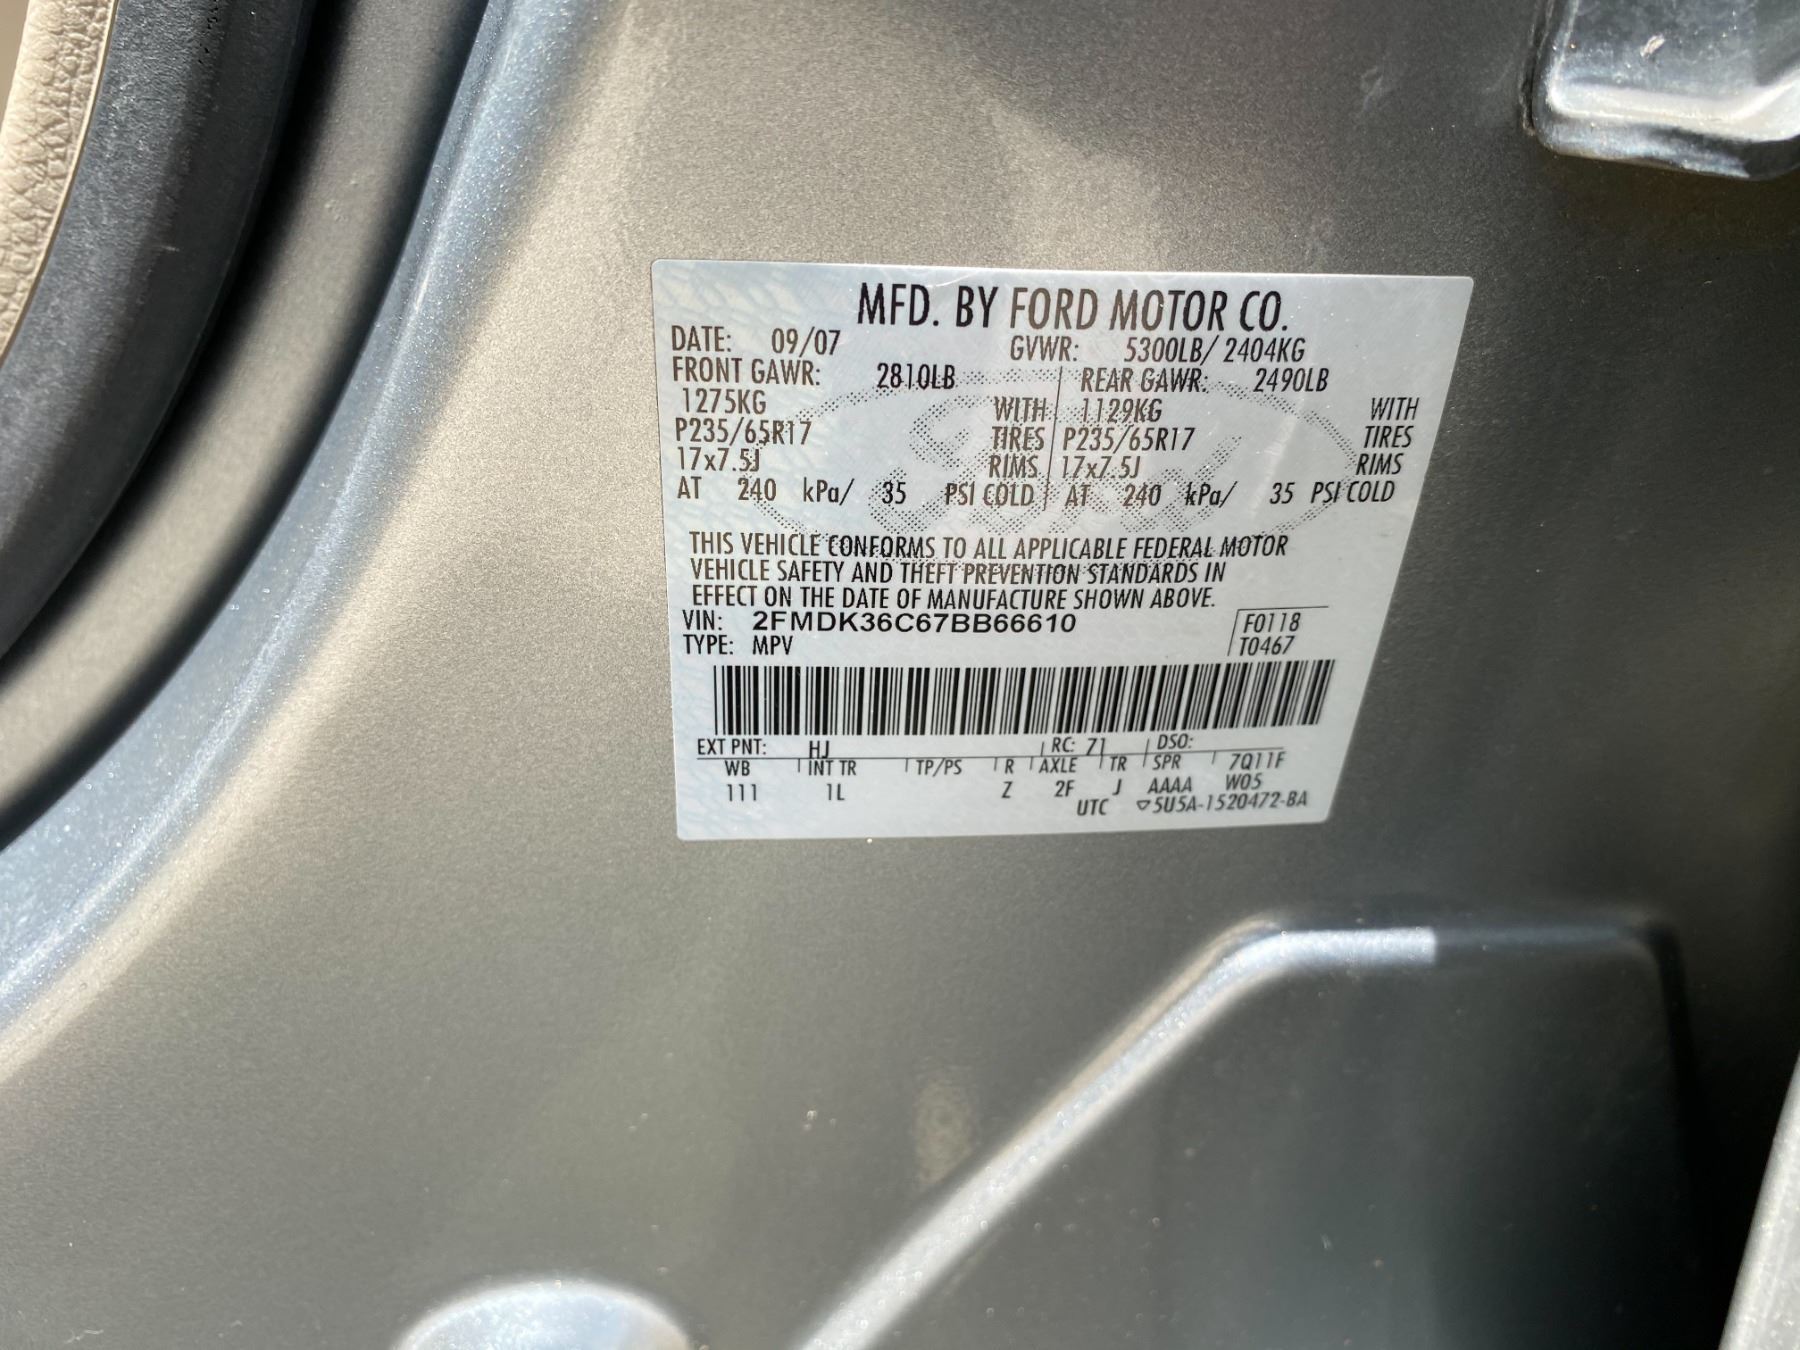 MFD. BY FORD MOTOR CO.
DATE: 09/07 GVWR: 5300LB/ 2404KG
FRONT GAWR: 2810LB REAR GAWR: 2490LB
1275KG WITH 1129KG WITH
P235/65R17 TIRES P235/65R17 TIRES
17x7.5J RIMS 17x7.5J RIMS
AT 240 kPa/ 35 PSI COLD AT 240 kPa/ 35 PSI COLD
THIS VEHICLE CONFORMS TO ALL APPLICABLE FEDERAL MOTOR
VEHICLE SAFETY AND THEFT PREVENTION STANDARDS IN
EFFECT ON THE DATE OF MANUFACTURE SHOWN ABOVE.
VIN: 2FMDK36C67BB66610 F0118
TYPE: MPV T0467
EXT PNT: HJ RC: 71 DSO:
WB INT TR TP/PS R AXLE TR SPR 7Q11F
111 1L Z 2F J AAAA W05
UTC ▽5U5A-1520472-BA
Ford